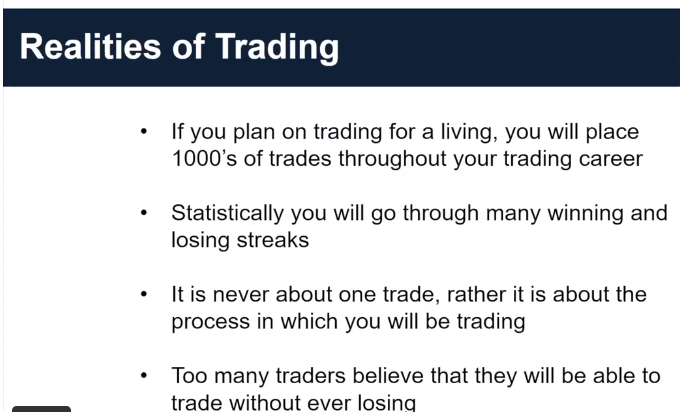 Realities of Trading
• If you plan on trading for a living, you will place
1000’s of trades throughout your trading career
• Statistically you will go through many winning and
losing streaks
• It is never about one trade, rather it is about the
process in which you will be trading
• Too many traders believe that they will be able to
trade without ever losing